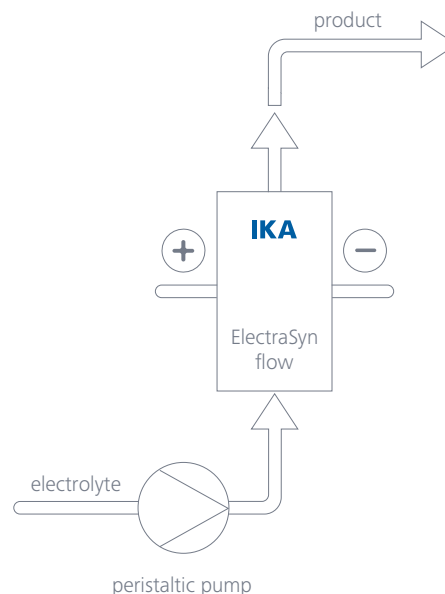 product
IKA
+
−
ElectraSyn
flow
electrolyte
peristaltic pump